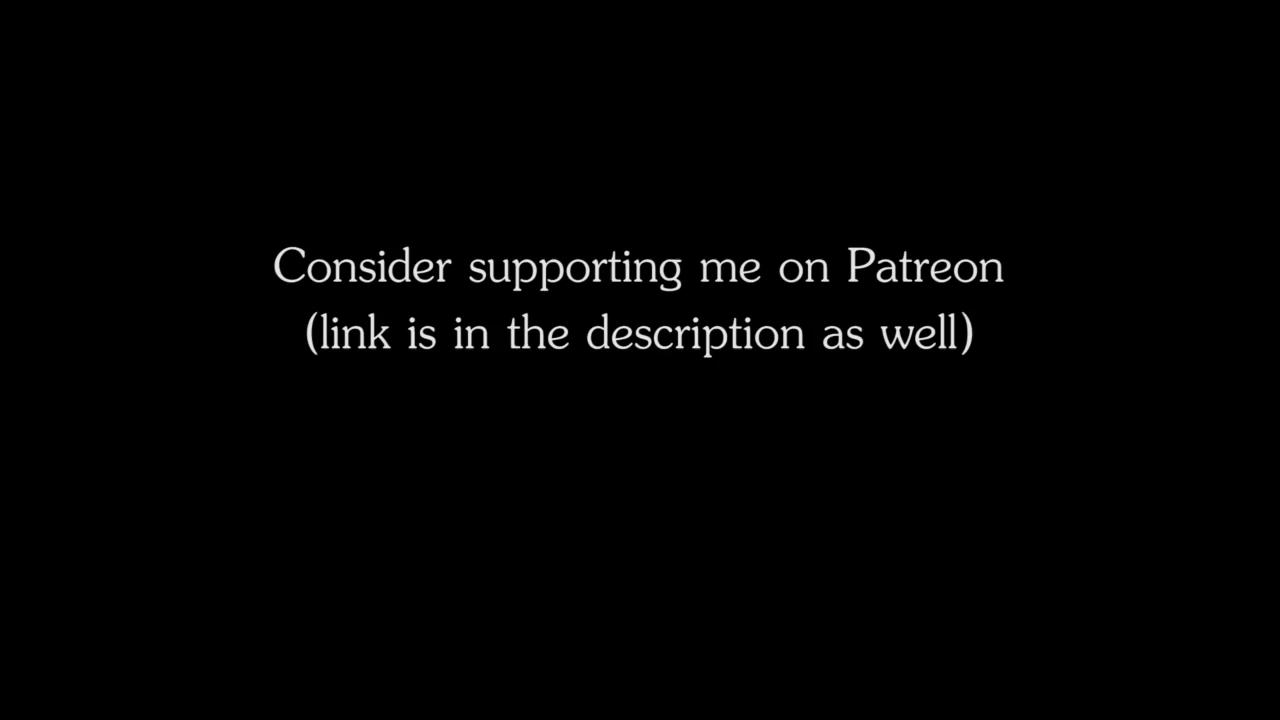 Consider supporting me on Patreon
(link is in the description as well)